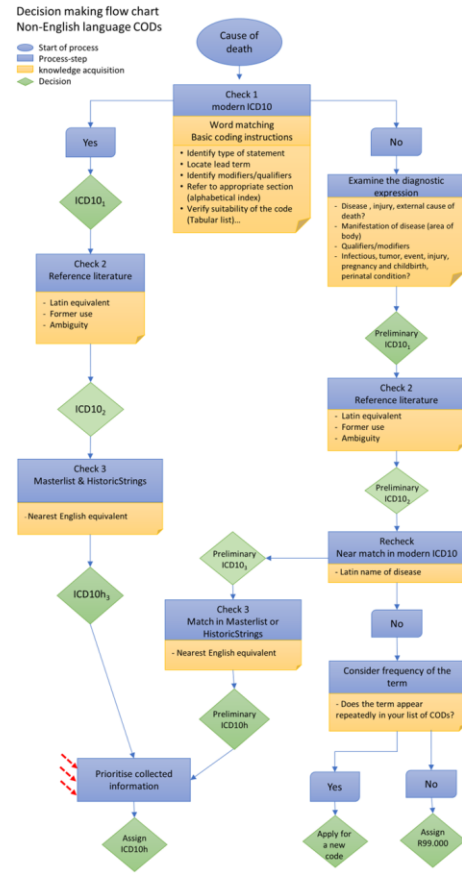 Decision making flow chart
Non-English language CODs
Start of process
Process-step
knowledge acquisition
Decision
Cause of
death
Check 1
modern ICD10
Word matching
Basic coding instructions
• Identify type of statement
• Locate lead term
• Identify modifiers/qualifiers
• Refer to appropriate section
(alphabetical index)
• Verify suitability of the code
(Tabular list)...
Yes
No
ICD10₁
Examine the diagnostic
expression
- Disease , injury, external cause of
death?
- Manifestation of disease (area of
body)
- Qualifiers/modifiers
- Infectious, tumor, event, injury,
pregnancy and childbirth,
perinatal condition?
Check 2
Reference literature
- Latin equivalent
- Former use
- Ambiguity
Preliminary
ICD10₁
Check 2
Reference literature
- Latin equivalent
- Former use
- Ambiguity
ICD10₂
Check 3
Masterlist & HistoricStrings
-Nearest English equivalent
Preliminary
ICD10₂
Recheck
Near match in modern ICD10
- Latin name of disease
Preliminary
ICD10₃
ICD10h₃
Check 3
Match in Masterlist or
HistoricStrings
- Nearest English equivalent
No
Consider frequency of the
term
- Does the term appear
repeatedly in your list of CODs?
Preliminary
ICD10h
Prioritise collected
information
Yes
No
Assign
ICD10h
Apply for
a new
code
Assign
R99.000